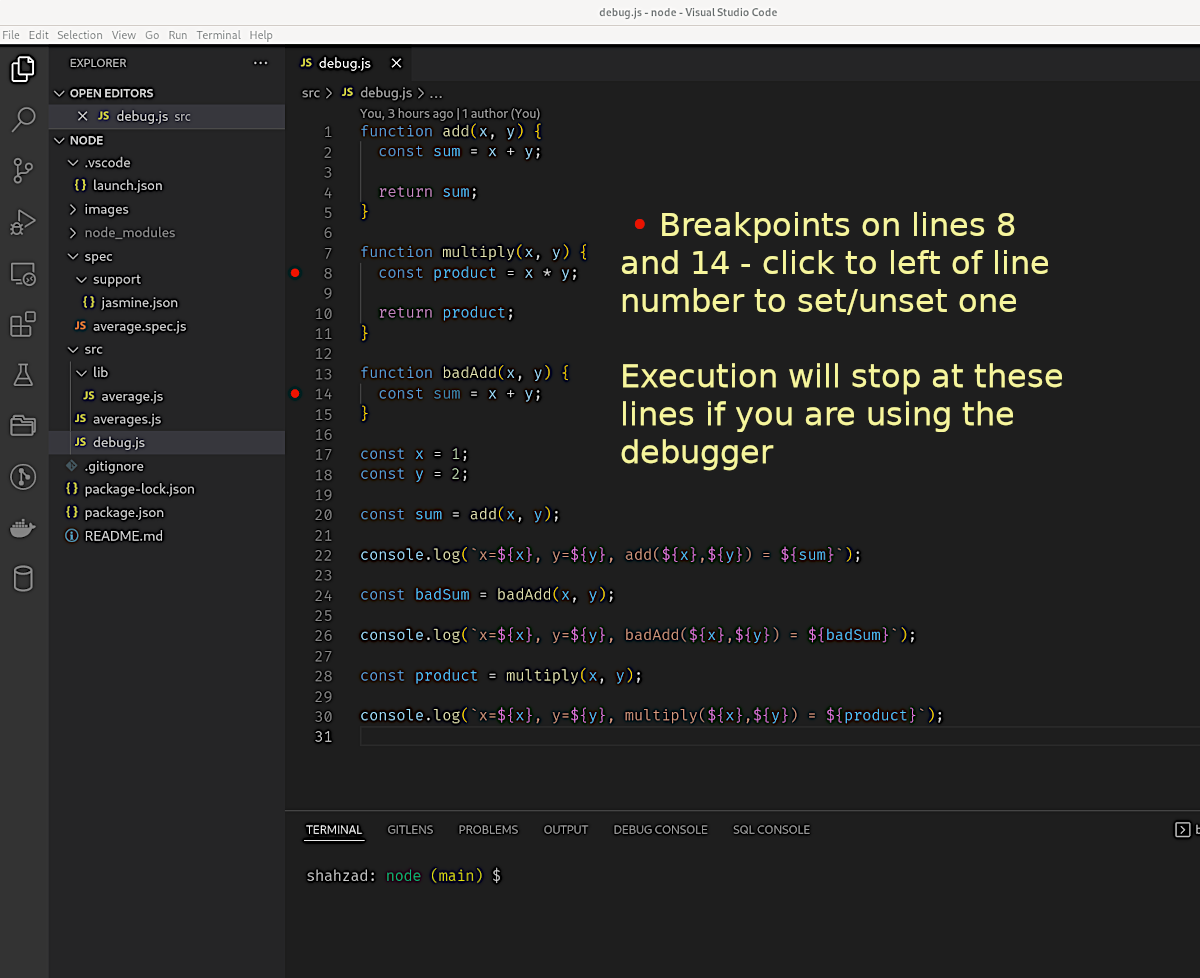 debug.js - node - Visual Studio Code
File Edit Selection View Go Run Terminal Help
EXPLORER
OPEN EDITORS
JS debug.js src
NODE
.vscode
{} launch.json
images
node_modules
spec
support
{} jasmine.json
JS average.spec.js
src
lib
JS average.js
JS averages.js
JS debug.js
.gitignore
{} package-lock.json
{} package.json
README.md
JS debug.js
src > JS debug.js > ...
You, 3 hours ago | 1 author (You)
1 function add(x, y) {
2 const sum = x + y;
3
4 return sum;
5 }
6
7 function multiply(x, y) {
8 const product = x * y;
9
10 return product;
11 }
12
13 function badAdd(x, y) {
14 const sum = x + y;
15 }
16
17 const x = 1;
18 const y = 2;
19
20 const sum = add(x, y);
21
22 console.log(`x=${x}, y=${y}, add(${x},${y}) = ${sum}`);
23
24 const badSum = badAdd(x, y);
25
26 console.log(`x=${x}, y=${y}, badAdd(${x},${y}) = ${badSum}`);
27
28 const product = multiply(x, y);
29
30 console.log(`x=${x}, y=${y}, multiply(${x},${y}) = ${product}`);
31
• Breakpoints on lines 8
and 14 - click to left of line
number to set/unset one
Execution will stop at these
lines if you are using the
debugger
TERMINAL GITLENS PROBLEMS OUTPUT DEBUG CONSOLE SQL CONSOLE
shahzad: node (main) $